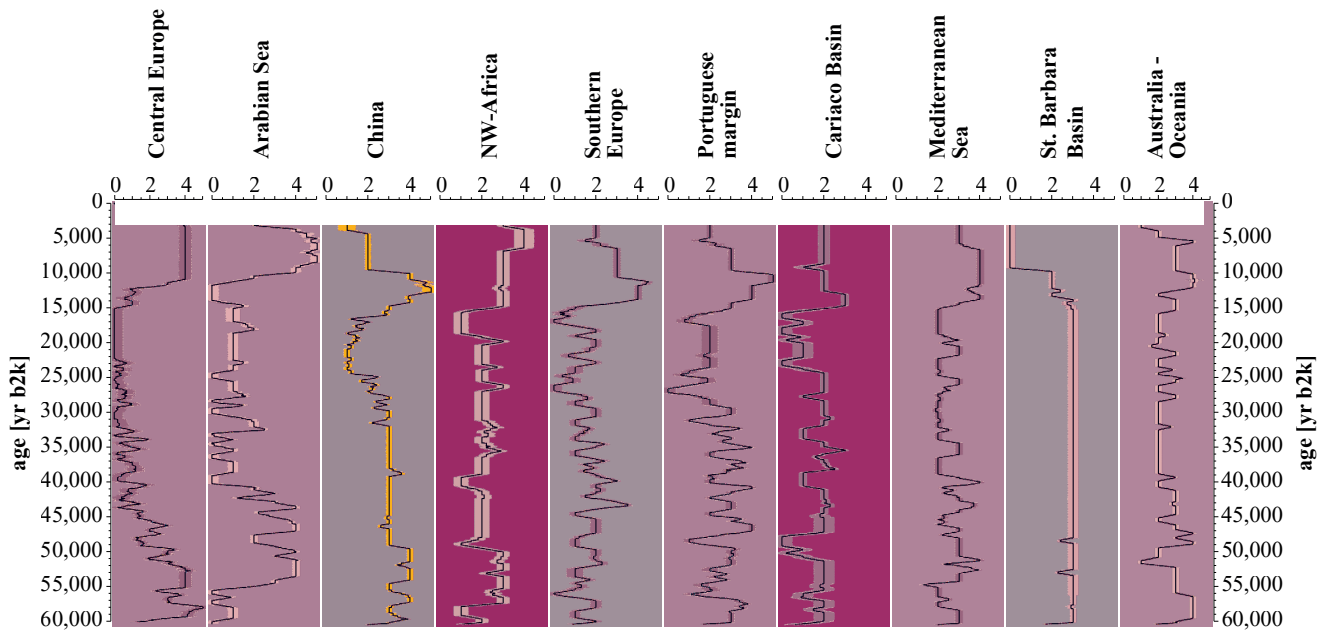 Central Europe
Arabian Sea
China
NW-Africa
Southern
Europe
Portuguese
margin
Cariaco Basin
Mediterranean
Sea
St. Barbara
Basin
Australia -
Oceania
0 2 4 0 2 4 0 2 4 0 2 4 0 2 4 0 2 4 0 2 4 0 2 4 0 2 4 0 2 4
0 0
5,000 5,000
10,000 10,000
15,000 15,000
20,000 20,000
25,000 25,000
30,000 30,000
35,000 35,000
40,000 40,000
45,000 45,000
50,000 50,000
55,000 55,000
60,000 60,000
age [yr b2k]
age [yr b2k]